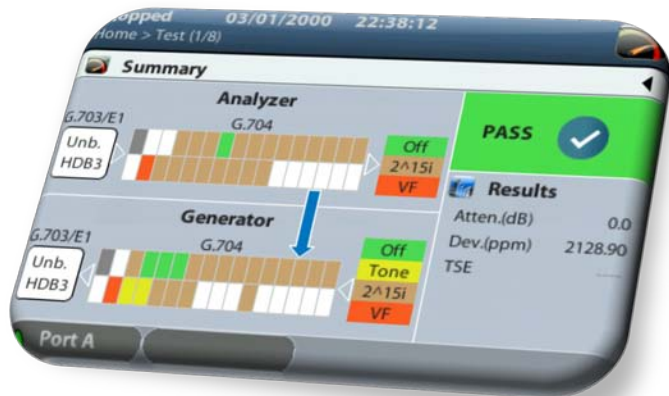 03/01/2000 22:38:12
Home > Test (1/8)
Summary
Analyzer
G.703/E1
G.704
Unb.
HDB3
Off
2^15i
VF
Generator
G.703/E1
G.704
Unb.
HDB3
Off
Tone
2^15i
VF
PASS
Results
Atten.(dB) 0.0
Dev.(ppm) 2128.90
TSE
Port A